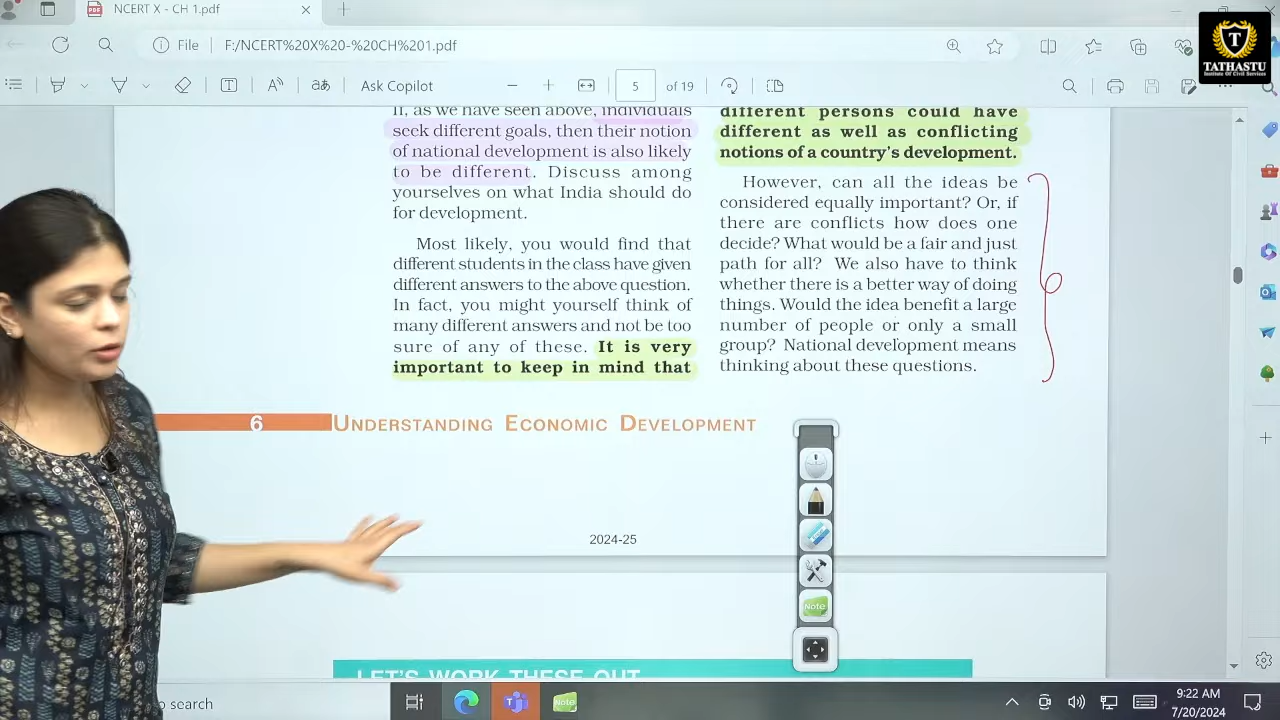 NCERT X - CH 1.pdf
File
F:/NCERT%20X%20-%20CH%201.pdf
TATHASTU
Institute Of Civil Services
Ask Copilot
5 of 19
If, as we have seen above, individuals
seek different goals, then their notion
of national development is also likely
to be different. Discuss among
yourselves on what India should do
for development.
Most likely, you would find that
different students in the class have given
different answers to the above question.
In fact, you might yourself think of
many different answers and not be too
sure of any of these. It is very
important to keep in mind that
different persons could have
different as well as conflicting
notions of a country's development.
However, can all the ideas be
considered equally important? Or, if
there are conflicts how does one
decide? What would be a fair and just
path for all? We also have to think
whether there is a better way of doing
things. Would the idea benefit a large
number of people or only a small
group? National development means
thinking about these questions.
6
UNDERSTANDING ECONOMIC DEVELOPMENT
2024-25
Note
LET'S WORK THESE OUT
search
Note
9:22 AM
7/20/2024